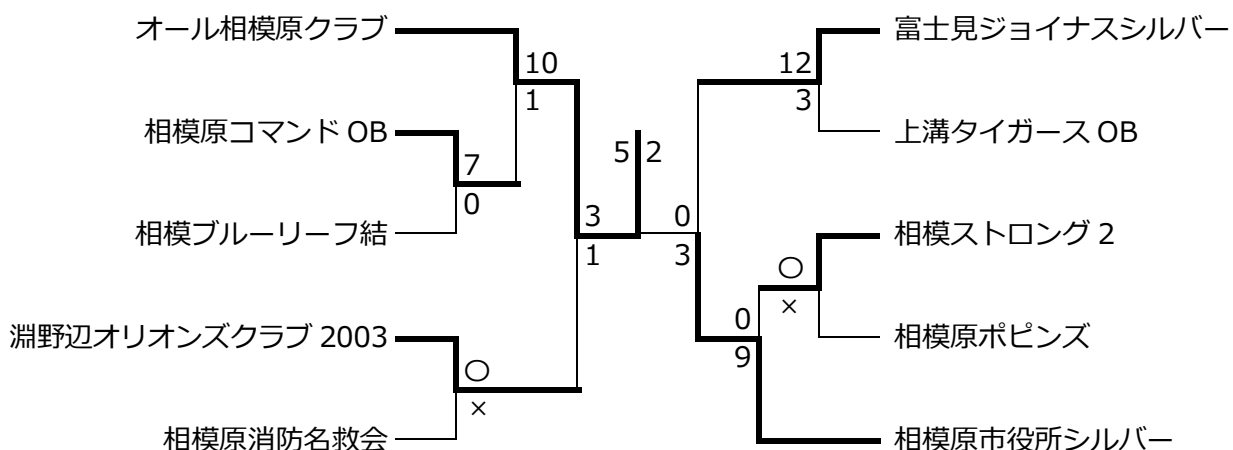 オール相模原クラブ
富士見ジョイナスシルバー
10
12
1
3
相模原コマンド OB
上溝タイガース OB
7
5
2
0
相模ブルーリーフ結
3
0
相模ストロング 2
1
3
〇
×
淵野辺オリオンズクラブ 2003
0
相模原ポピンズ
9
〇
×
相模原消防名救会
相模原市役所シルバー